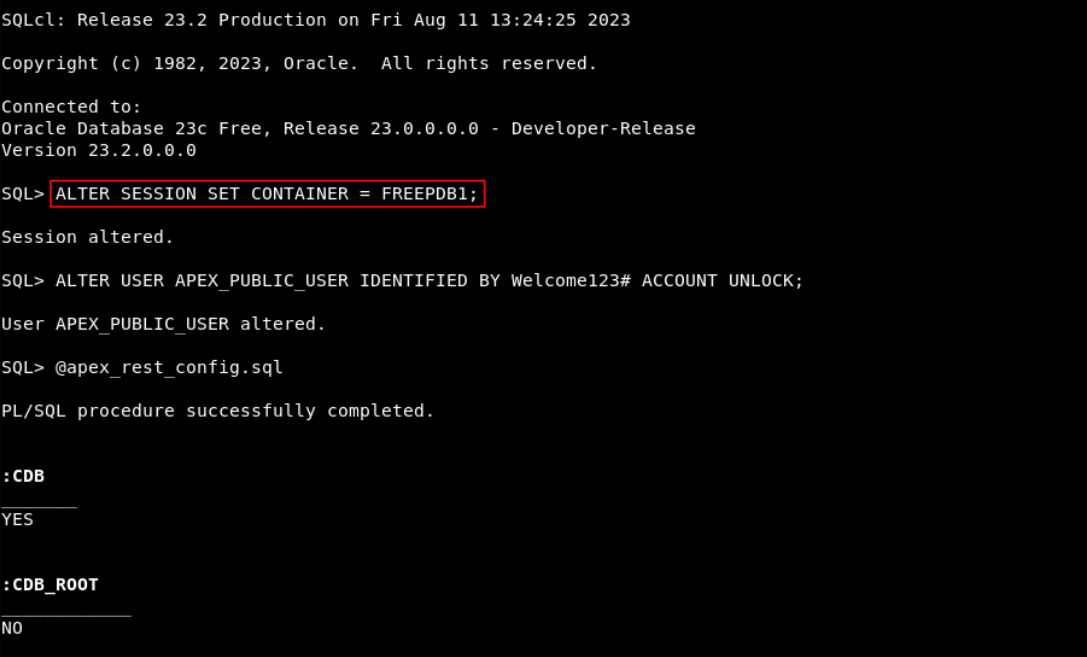 SQLcl: Release 23.2 Production on Fri Aug 11 13:24:25 2023
Copyright (c) 1982, 2023, Oracle.  All rights reserved.
Connected to:
Oracle Database 23c Free, Release 23.0.0.0.0 - Developer-Release
Version 23.2.0.0.0
SQL> ALTER SESSION SET CONTAINER = FREEPDB1;
Session altered.
SQL> ALTER USER APEX_PUBLIC_USER IDENTIFIED BY Welcome123# ACCOUNT UNLOCK;
User APEX_PUBLIC_USER altered.
SQL> @apex_rest_config.sql
PL/SQL procedure successfully completed.
:CDB
_______
YES
:CDB_ROOT
____________
NO